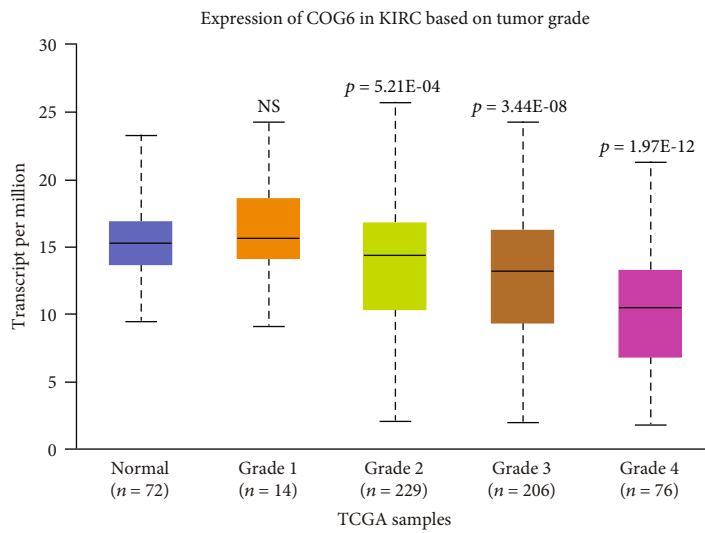 Expression of COG6 in KIRC based on tumor grade
Transcript per million
30
25
20
15
10
5
0
NS
p = 5.21E-04
p = 3.44E-08
p = 1.97E-12
Normal
(n = 72)
Grade 1
(n = 14)
Grade 2
(n = 229)
Grade 3
(n = 206)
Grade 4
(n = 76)
TCGA samples